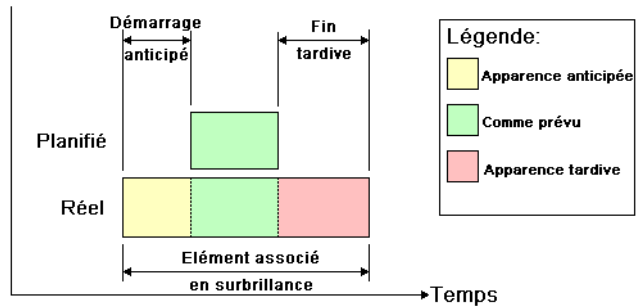 Démarrage
anticipé
Fin
tardive
Légende:
Apparence anticipée
Comme prévu
Apparence tardive
Planifié
Réel
Elément associé
en surbrillance
Temps